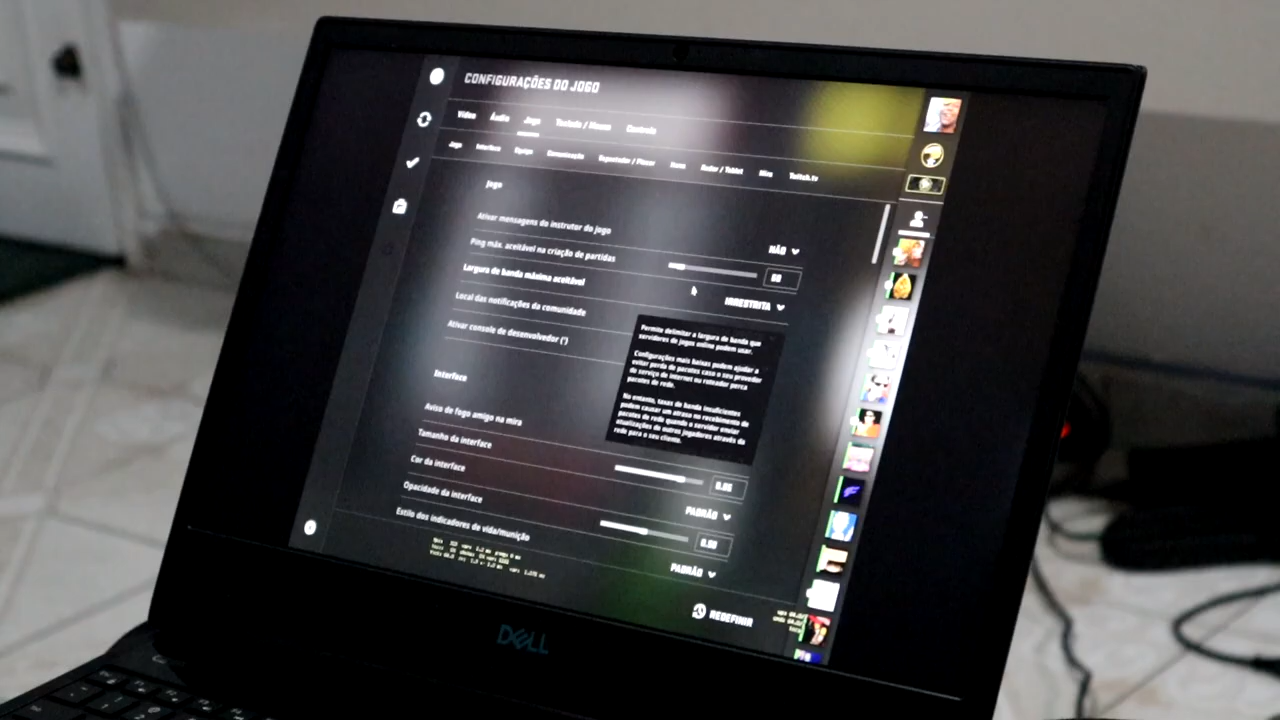 CONFIGURAÇÕES DO JOGO
Vídeo Áudio Jogo Teclado / Mouse Controle
Jogo Interface Equipe Comunicação Espectador / Placar Itens Radar / Tablet Mira Twitch.tv
Jogo
Ativar mensagens do instrutor do jogo
NÃO
Ping máx. aceitável na criação de partidas
60
Largura de banda máxima aceitável
IRRESTRITA
Local das notificações da comunidade
Ativar console de desenvolvedor (')
Permite delimitar a largura de banda que
servidores de jogos online podem usar.
Configurações mais baixas podem ajudar a
evitar perda de pacotes caso o seu provedor
de serviço de internet ou roteador perca
pacotes de rede.
No entanto, taxas de banda insuficientes
podem causar um atraso no recebimento de
pacotes de rede quando o servidor enviar
atualizações de outros jogadores através da
rede para o seu cliente.
Interface
Aviso de fogo amigo na mira
Tamanho da interface
0.85
Cor da interface
PADRÃO
Opacidade da interface
0.50
Estilo dos indicadores de vida/munição
PADRÃO
REDEFINIR
DELL